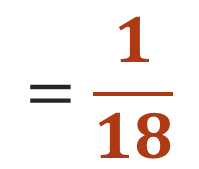 = 1/18